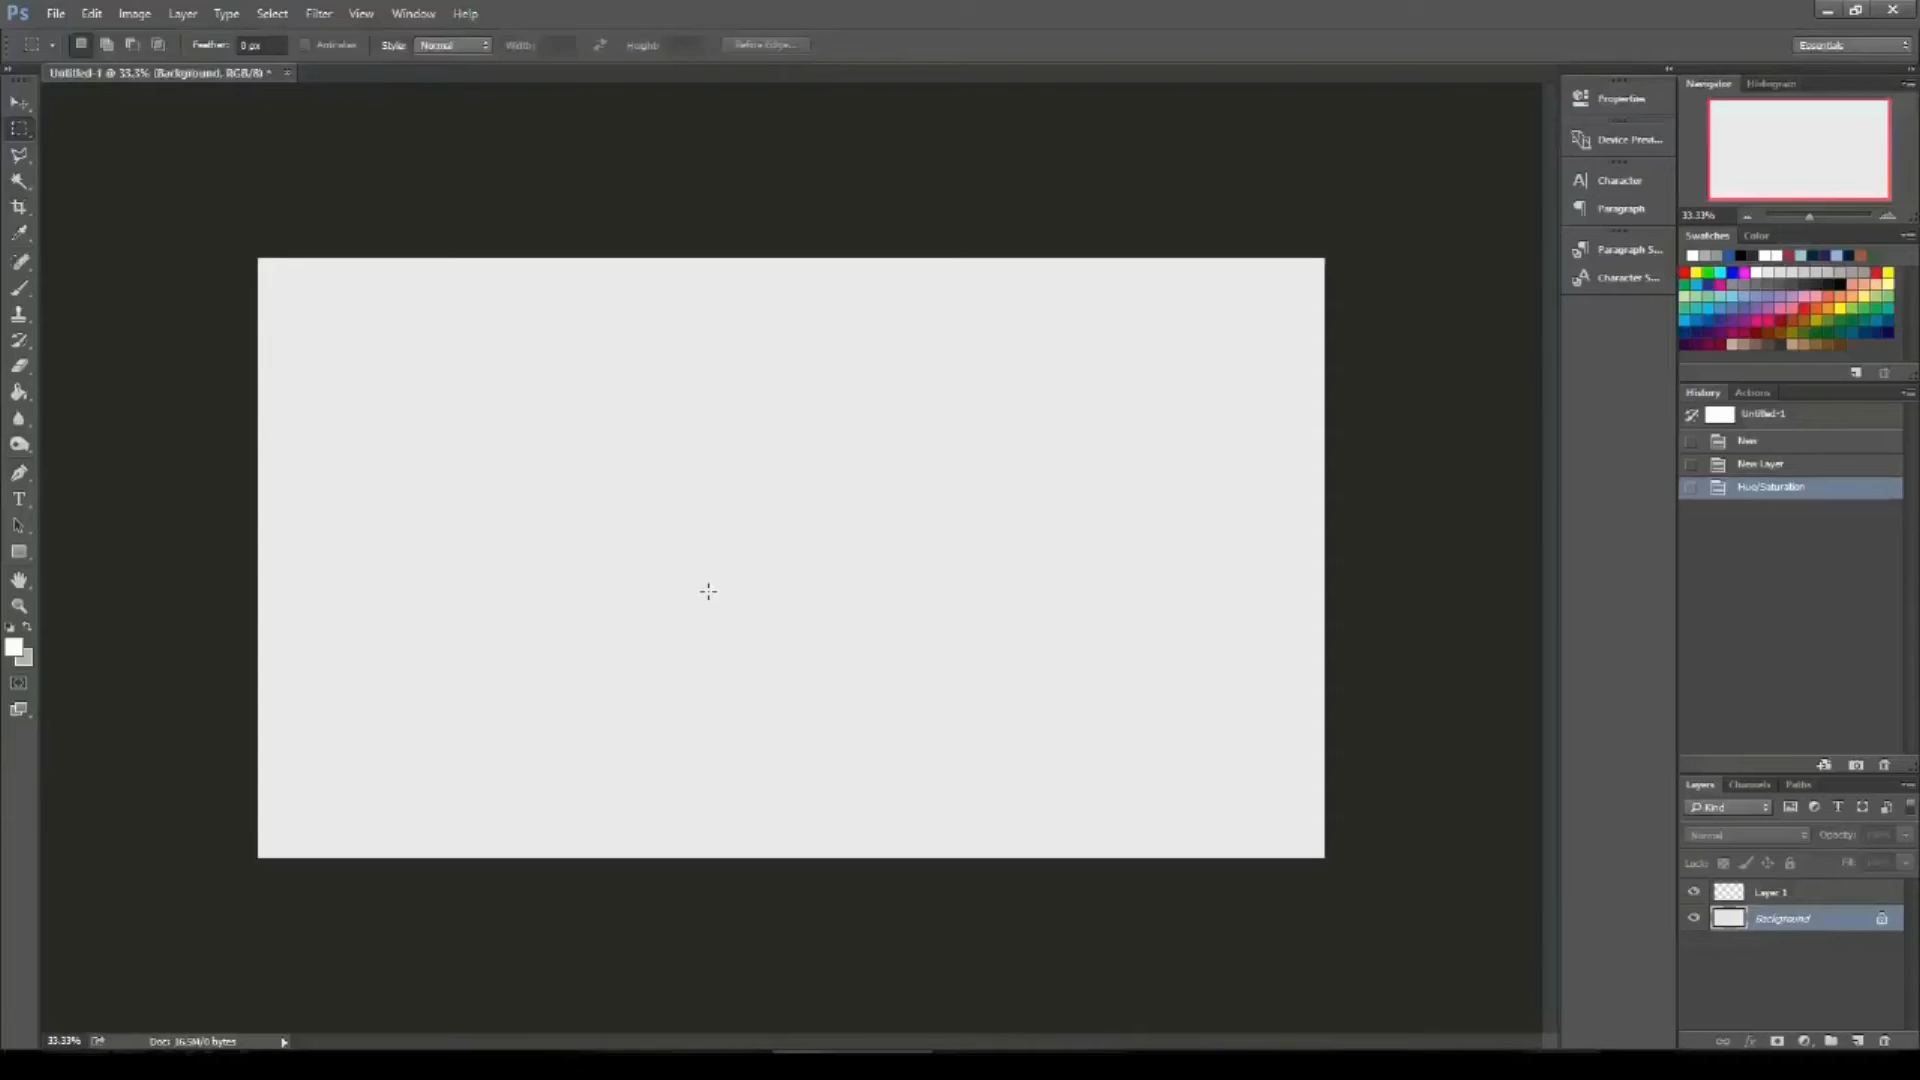 Ps File Edit Image Layer Type Select Filter View Window Help
Feather: 0 px Antialias Style: Normal Width: Height: Refine Edge... Essentials
Untitled-1 @ 33.3% (Background, RGB/8) *
Properties
Device Previ...
Character
Paragraph
Paragraph S...
Character S...
Navigator Histogram
33.33%
Swatches Color
History Actions
Untitled-1
New
New Layer
Hue/Saturation
Layers Channels Paths
Kind
Normal Opacity:
Lock: Fill:
Layer 1
Background
33.33% Doc: 16.5M/0 bytes